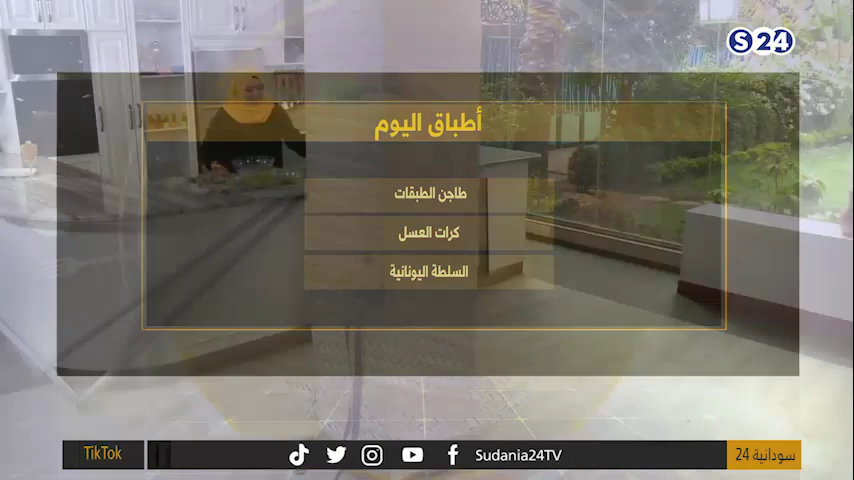 S24
أطباق اليوم
طاجن الطبقات
كرات العسل
السلطة اليونانية
TikTok
Sudania24TV
سودانية 24